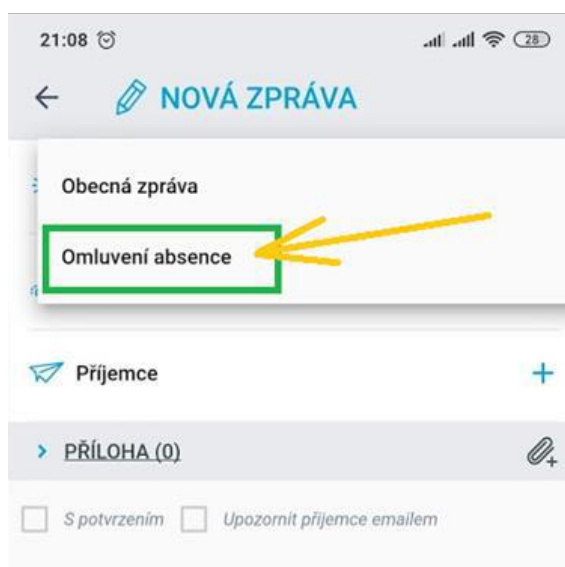 21:08 28
NOVÁ ZPRÁVA
Obecná zpráva
Omluvení absence
Příjemce
PŘÍLOHA (0)
S potvrzením Upozornit příjemce emailem